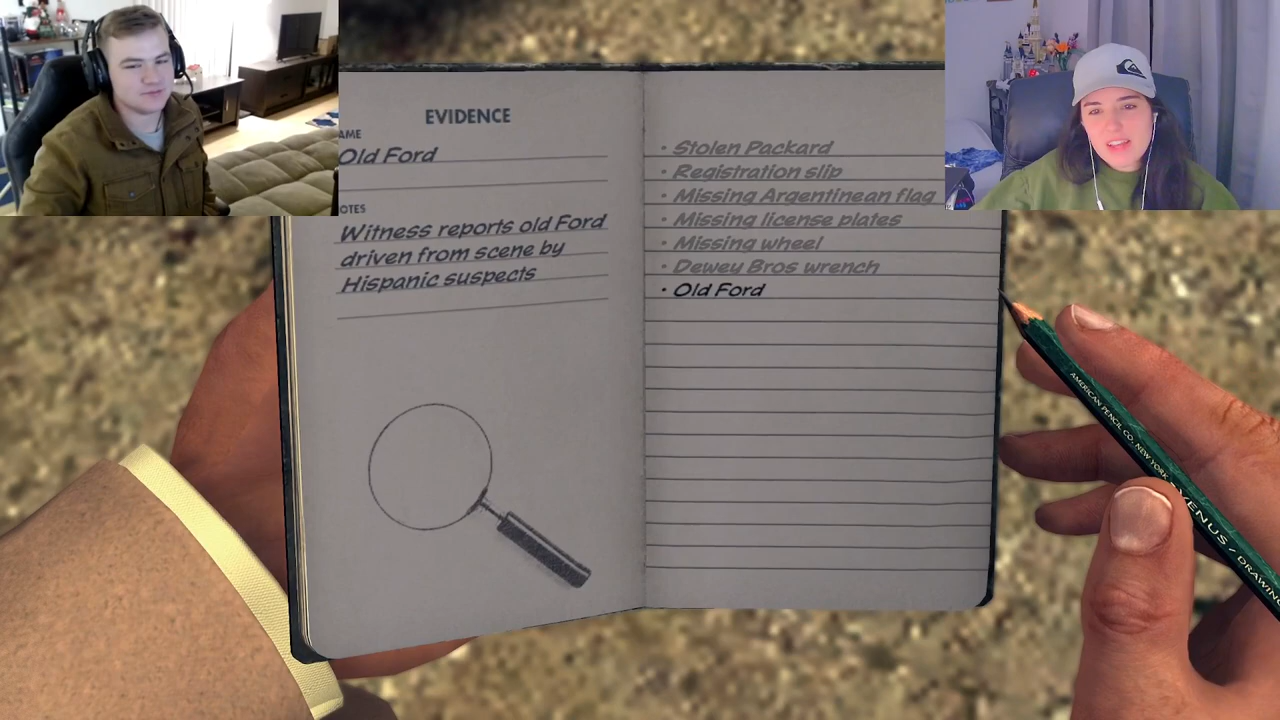 EVIDENCE
AME
Old Ford
OTES
Witness reports old Ford
driven from scene by
Hispanic suspects
• Stolen Packard
• Registration slip
• Missing Argentinean flag
• Missing license plates
• Missing wheel
• Dewey Bros wrench
• Old Ford
AMERICAN PENCIL CO. NEW YORK
VENUS / DRAWING